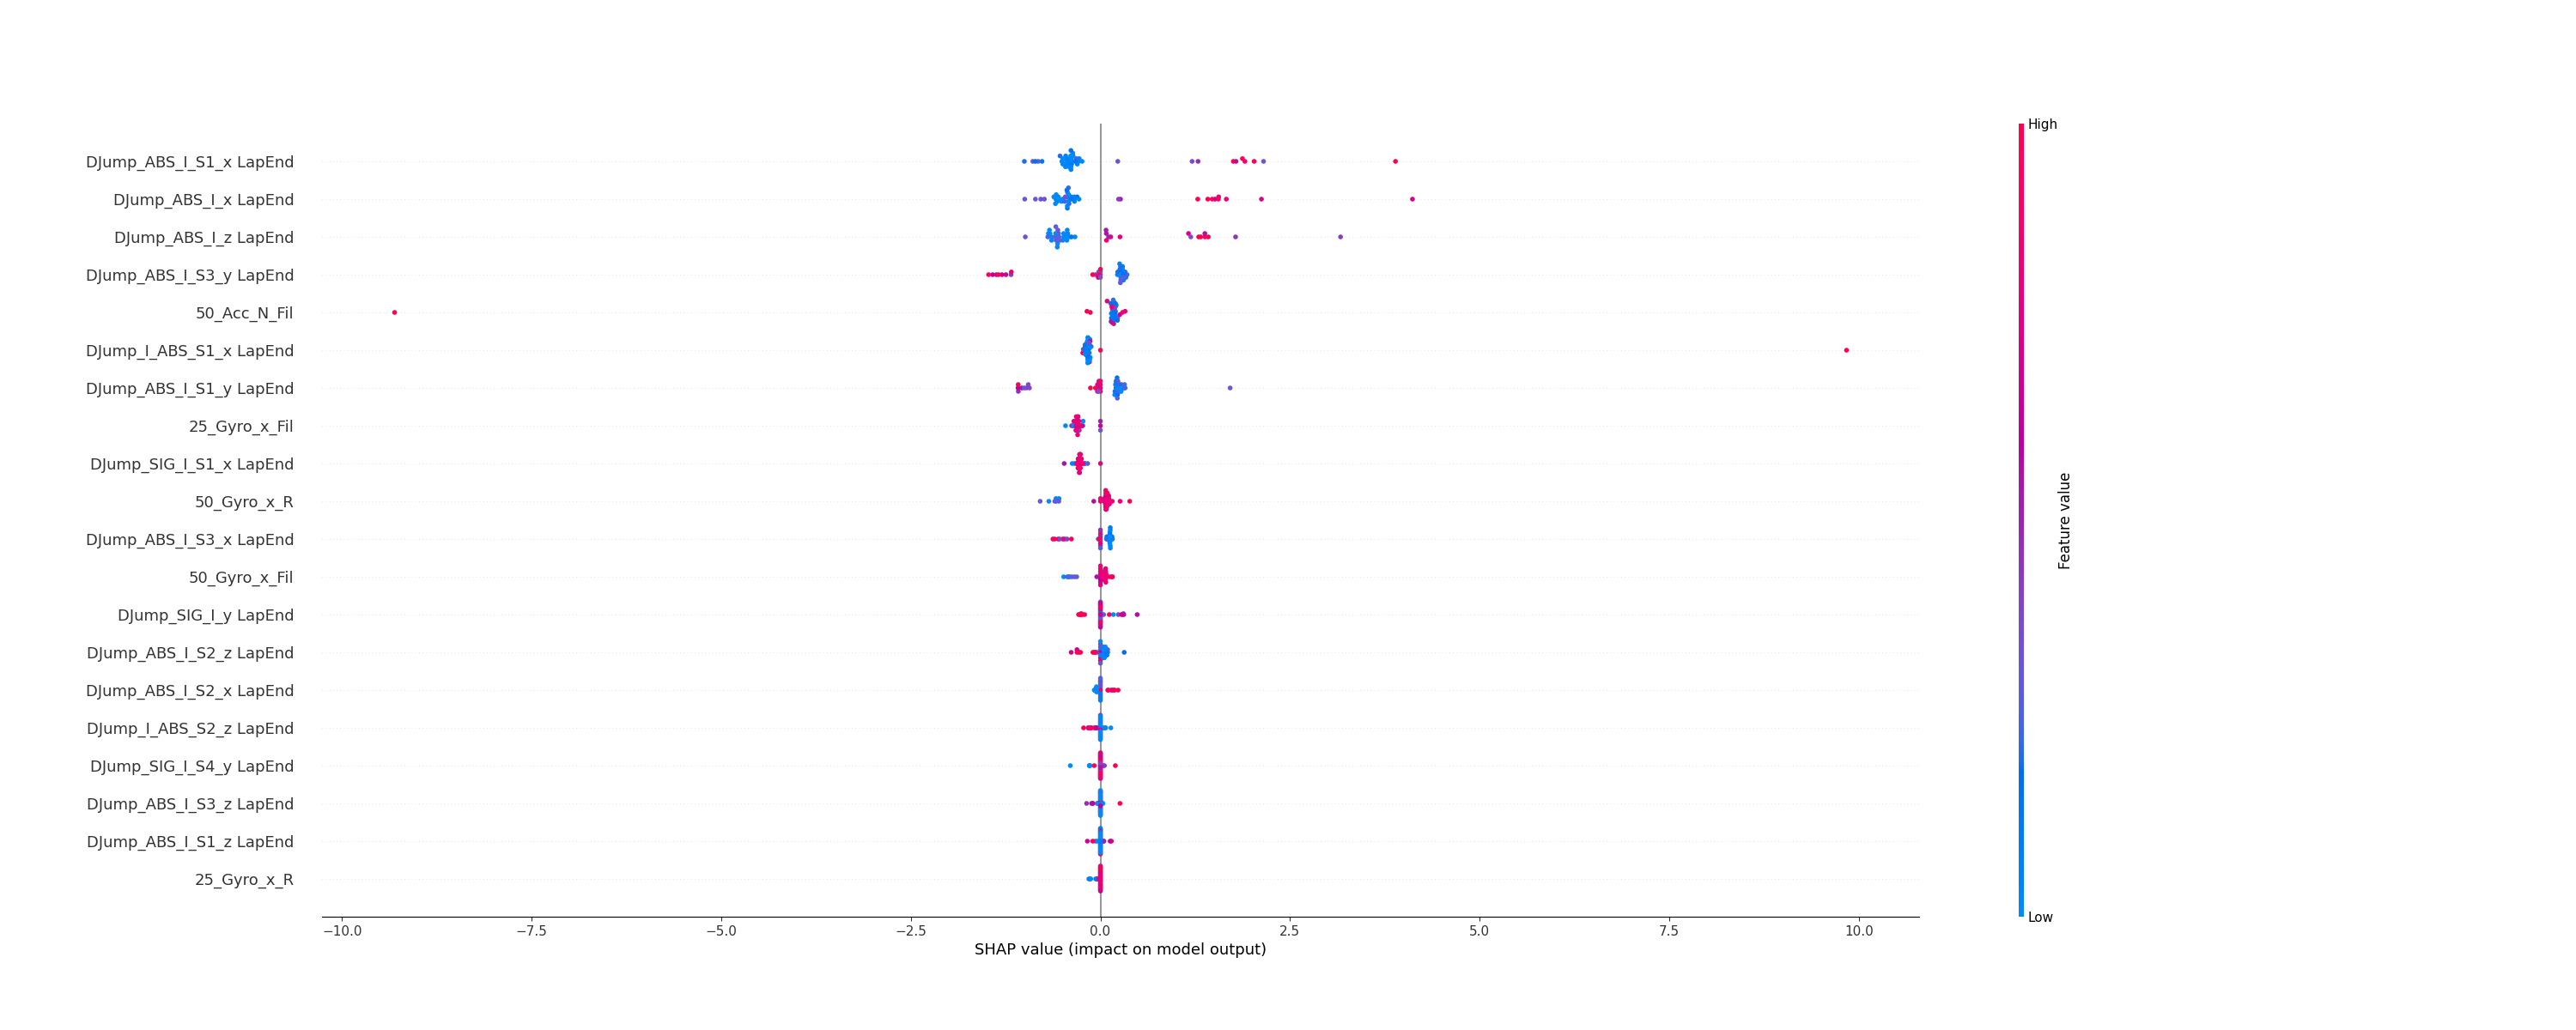 High
DJump_ABS_I_S1_x LapEnd
DJump_ABS_I_x LapEnd
DJump_ABS_I_z LapEnd
DJump_ABS_I_S3_y LapEnd
50_Acc_N_Fil
DJump_I_ABS_S1_x LapEnd
DJump_ABS_I_S1_y LapEnd
25_Gyro_x_Fil
DJump_SIG_I_S1_x LapEnd
50_Gyro_x_R
DJump_ABS_I_S3_x LapEnd
50_Gyro_x_Fil
DJump_SIG_I_y LapEnd
DJump_ABS_I_S2_z LapEnd
DJump_ABS_I_S2_x LapEnd
DJump_I_ABS_S2_z LapEnd
DJump_SIG_I_S4_y LapEnd
DJump_ABS_I_S3_z LapEnd
DJump_ABS_I_S1_z LapEnd
25_Gyro_x_R
Feature value
Low
−10.0 −7.5 −5.0 −2.5 0.0 2.5 5.0 7.5 10.0
SHAP value (impact on model output)